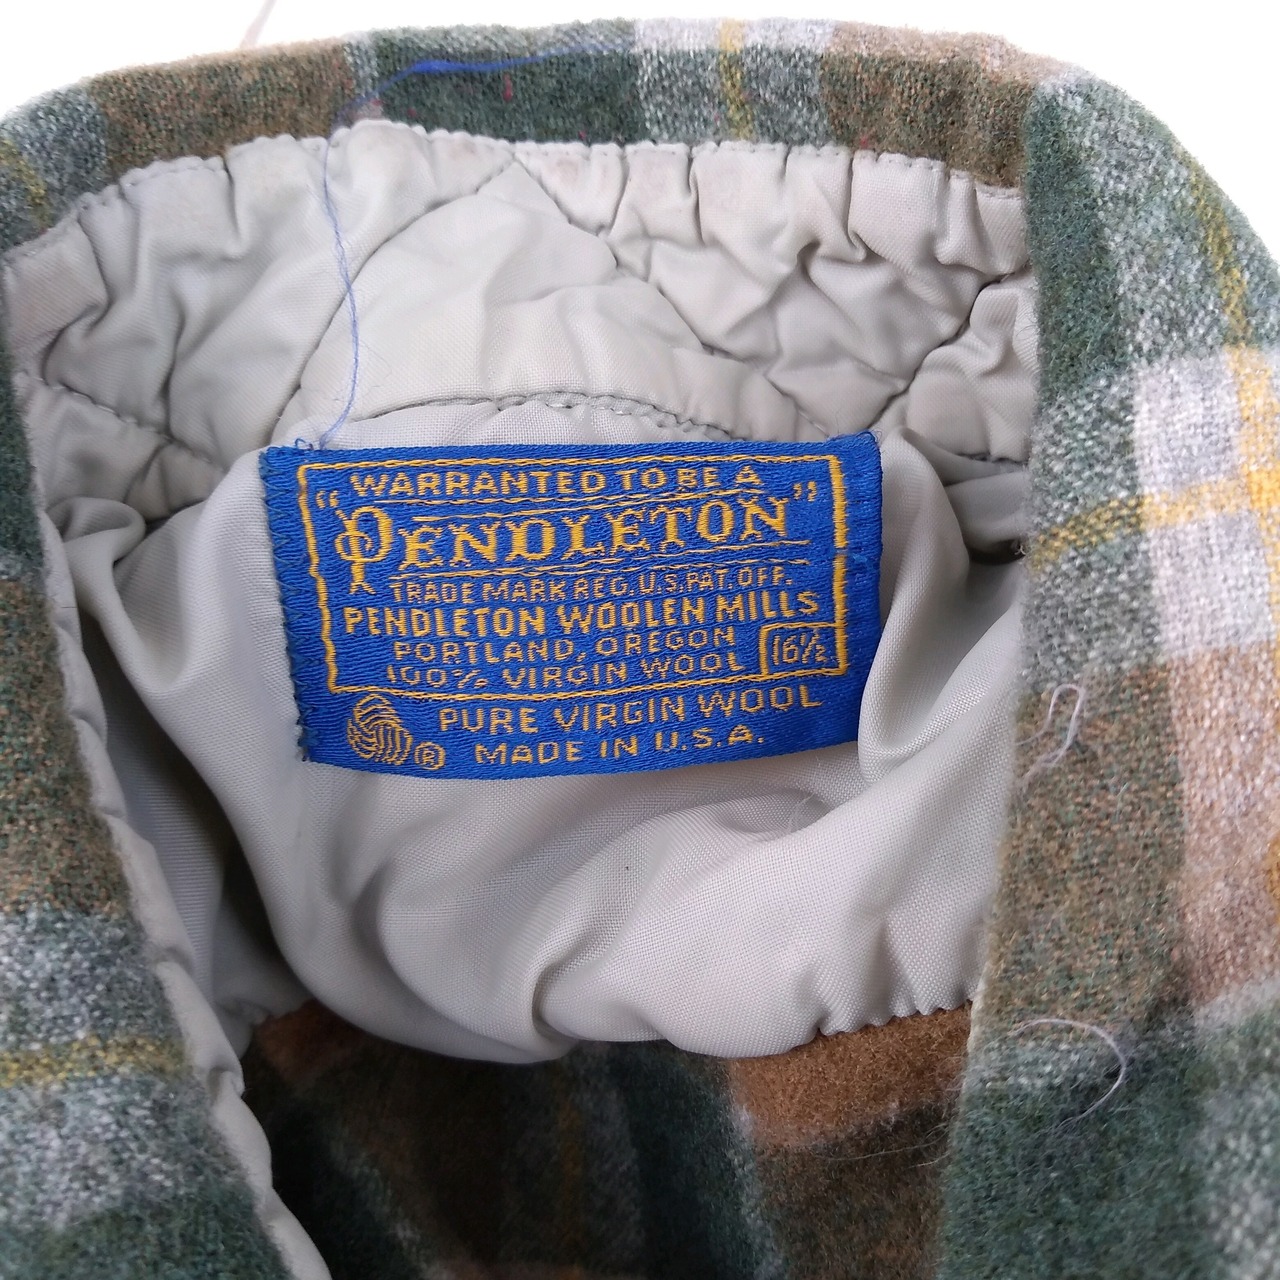 WARRANTED TO BE A
"PENDLETON"
TRADE MARK REG. U.S. PAT. OFF.
PENDLETON WOOLEN MILLS
PORTLAND, OREGON
100% VIRGIN WOOL
16½
PURE VIRGIN WOOL
® MADE IN U.S.A.